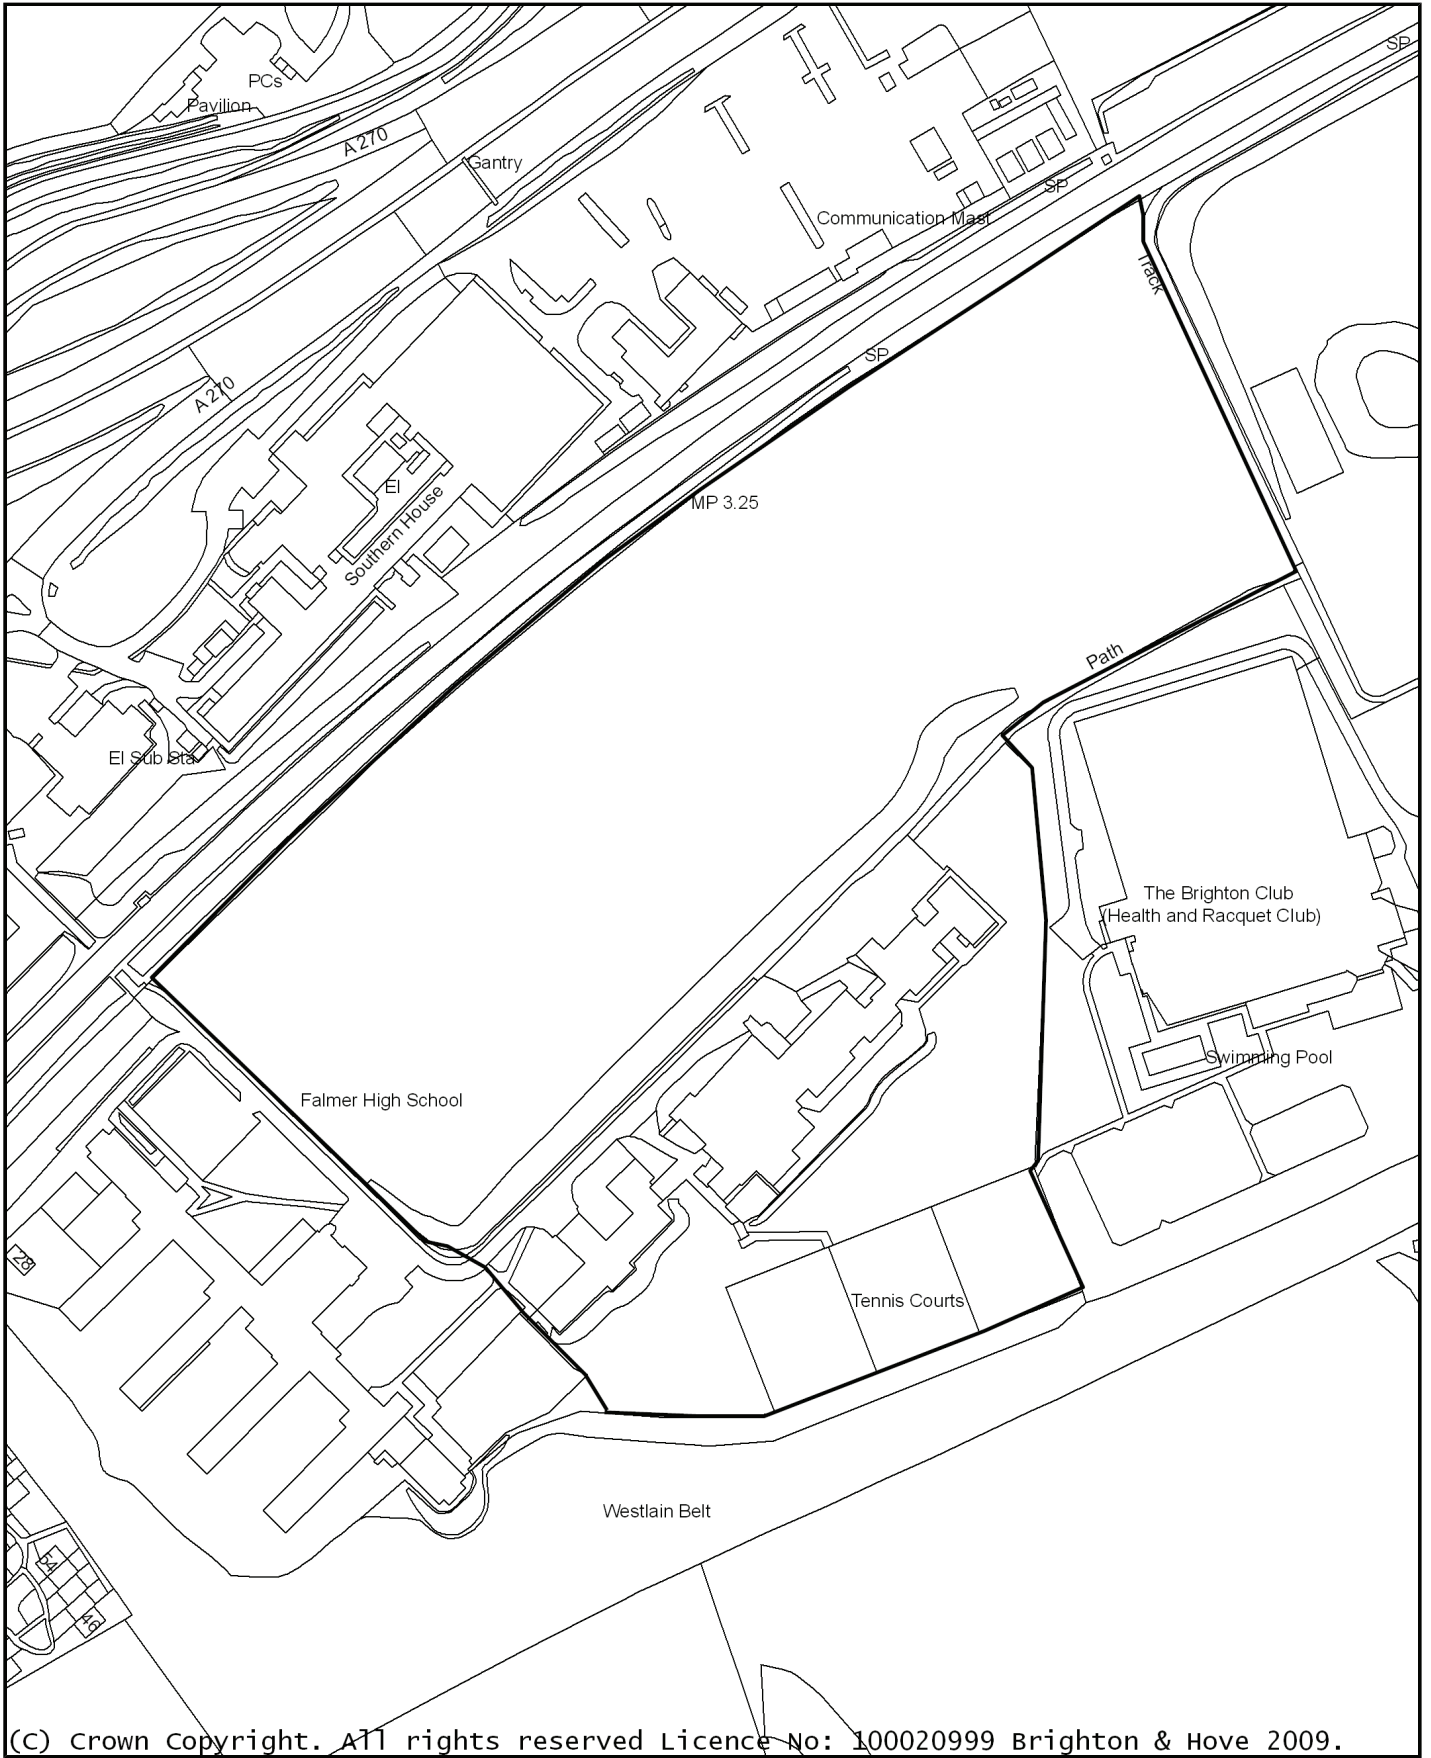 SP
PCs
Pavilion
A 270
Gantry
SP
Communication Mast
Track
SP
A 270
El
MP 3.25
Southern House
Path
El Sub Sta
The Brighton Club
(Health and Racquet Club)
Swimming Pool
Falmer High School
28
Tennis Courts
Westlain Belt
54
46
(C) Crown Copyright. All rights reserved Licence No: 100020999 Brighton & Hove 2009.